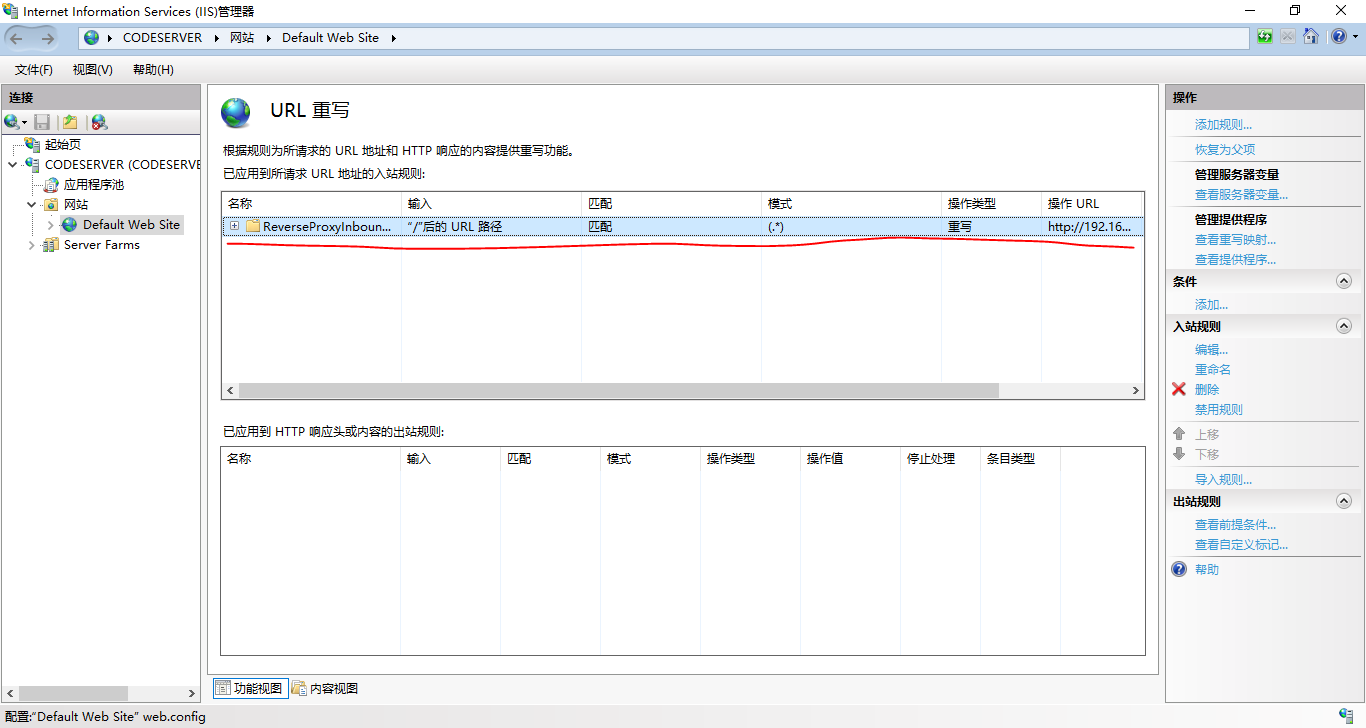 Internet Information Services (IIS)管理器
CODESERVER 网站 Default Web Site
文件(F) 视图(V) 帮助(H)
连接
起始页
CODESERVER (CODESERVE
应用程序池
网站
Default Web Site
Server Farms
URL 重写
根据规则为所请求的 URL 地址和 HTTP 响应的内容提供重写功能。
已应用到所请求 URL 地址的入站规则:
名称 输入 匹配 模式 操作类型 操作 URL
ReverseProxyInboun... “/”后的 URL 路径 匹配 (.*) 重写 http://192.16...
已应用到 HTTP 响应头或内容的出站规则:
名称 输入 匹配 模式 操作类型 操作值 停止处理 条目类型
功能视图 内容视图
操作
添加规则...
恢复为父项
管理服务器变量
查看服务器变量...
管理提供程序
查看重写映射...
查看提供程序...
条件
添加...
入站规则
编辑...
重命名
删除
禁用规则
上移
下移
导入规则...
出站规则
查看前提条件...
查看自定义标记...
帮助
配置:“Default Web Site” web.config